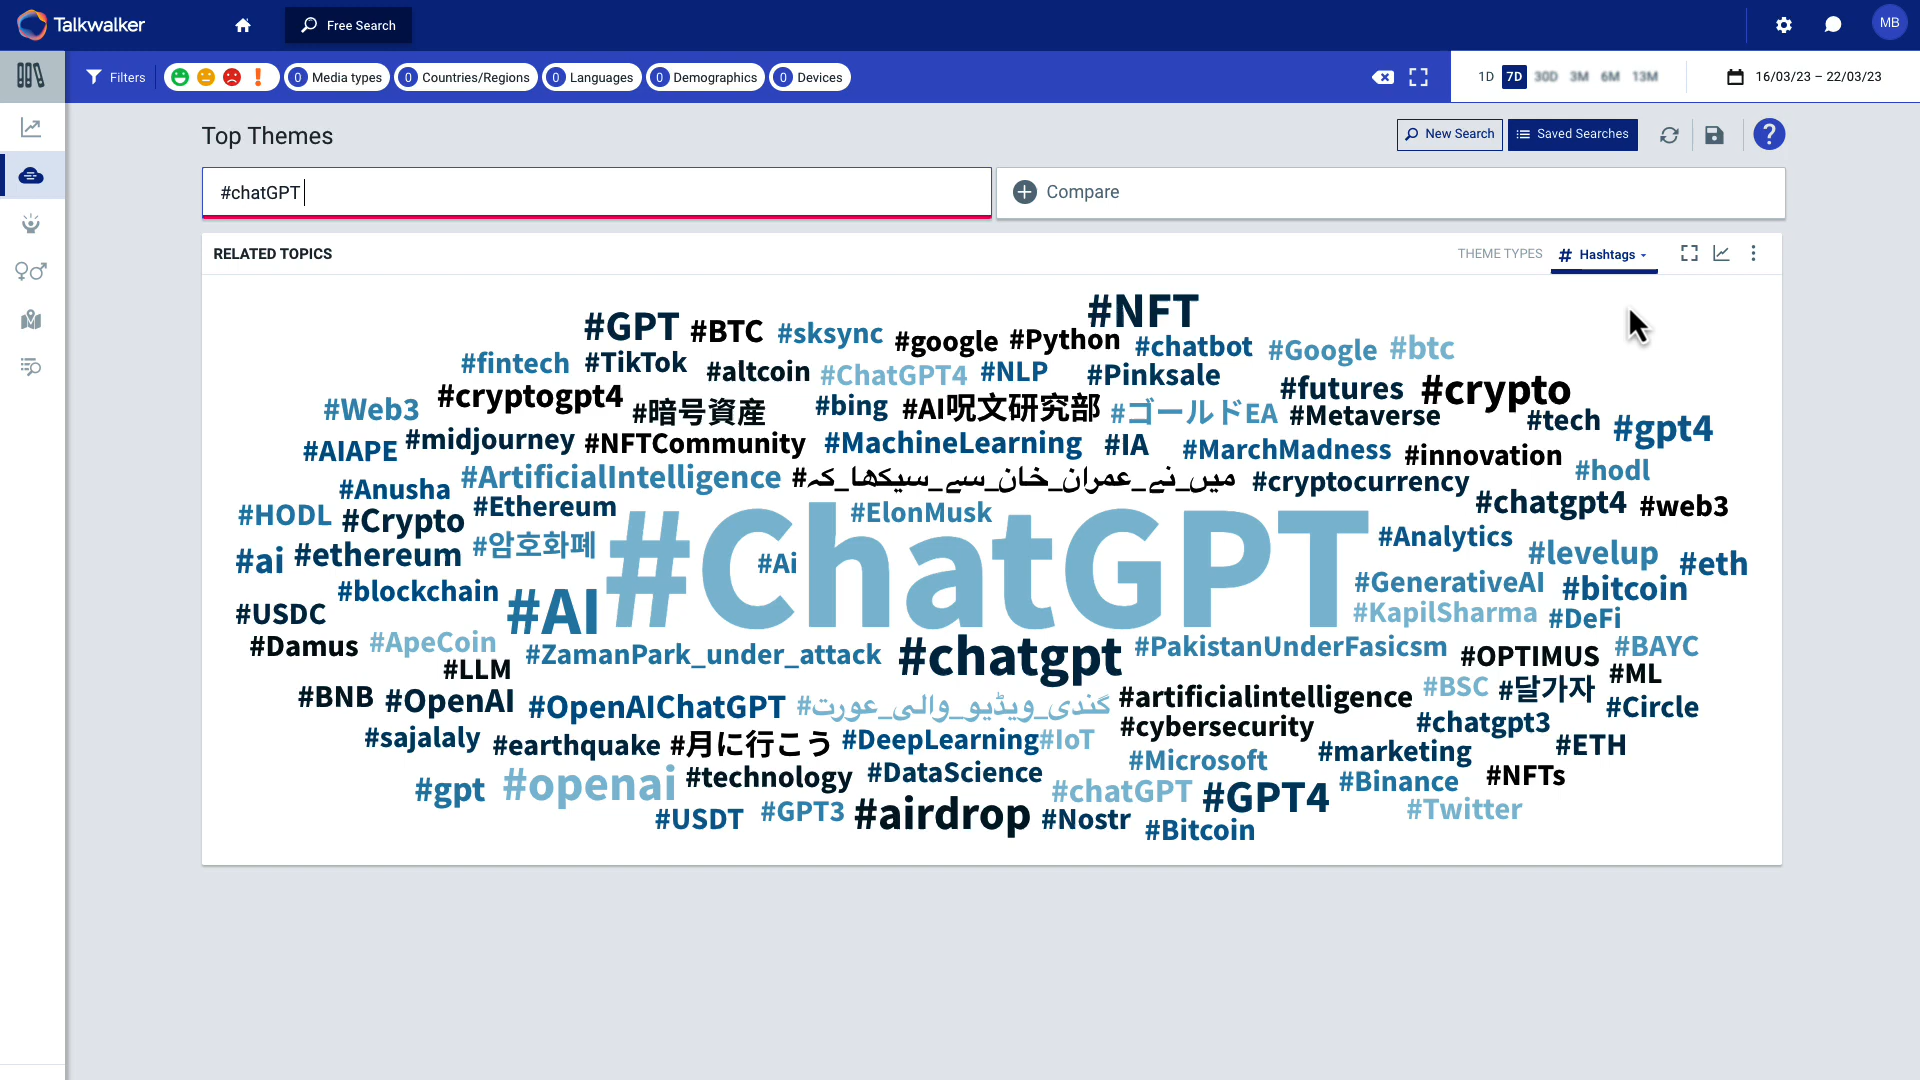 Talkwalker
Free Search
MB
Filters
0 Media types
0 Countries/Regions
0 Languages
0 Demographics
0 Devices
1D 7D 30D 3M 6M 13M
16/03/23 – 22/03/23
Top Themes
New Search
Saved Searches
?
#chatGPT
Compare
RELATED TOPICS
THEME TYPES
# Hashtags
#NFT
#GPT #BTC #sksync #google #Python #chatbot #Google #btc
#fintech #TikTok #altcoin #ChatGPT4 #NLP #Pinksale #futures #crypto
#Web3 #cryptogpt4 #暗号資産 #bing #AI呪文研究部 #ゴールドEA #Metaverse #tech #gpt4
#AIAPE #midjourney #NFTCommunity #MachineLearning #IA #MarchMadness #innovation #hodl
#Anusha #ArtificialIntelligence #میں_نے_عمران_خان_سے_سیکھا_کہ #cryptocurrency
#HODL #Crypto #Ethereum #ElonMusk #chatgpt4 #web3
#ai #ethereum #암호화폐 #Ai #ChatGPT #Analytics #levelup #eth
#blockchain #GenerativeAI #bitcoin
#USDC #AI #KapilSharma #DeFi
#Damus #ApeCoin #ZamanPark_under_attack #chatgpt #PakistanUnderFasicsm #OPTIMUS #BAYC
#LLM #ML
#BNB #OpenAI #OpenAIChatGPT #گندی_ویڈیو_والی_عورت #artificialintelligence #BSC #달가자 #Circle
#sajalaly #earthquake #月に行こう #DeepLearning #IoT #cybersecurity #chatgpt3 #ETH
#gpt #openai #technology #DataScience #Microsoft #marketing #NFTs
#USDT #GPT3 #airdrop #chatGPT #GPT4 #Binance #Twitter
#Nostr #Bitcoin